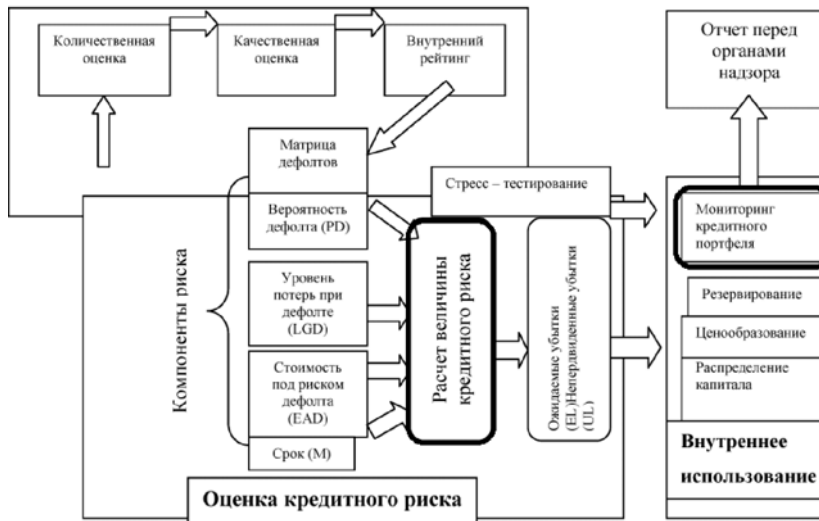 Количественная
оценка
Качественная
оценка
Внутренний
рейтинг
Отчет перед
органами
надзора
Матрица
дефолтов
Стресс – тестирование
Вероятность
дефолта (PD)
Мониторинг
кредитного
портфеля
Компоненты риска
Уровень
потерь при
дефолте
(LGD)
Расчет величины
кредитного риска
Ожидаемые убытки
(EL)Непердвиденные убытки
(UL)
Резервирование
Ценообразование
Стоимость
под риском
дефолта
(EAD)
Распределение
капитала
Срок (М)
Внутреннее
использование
Оценка кредитного риска